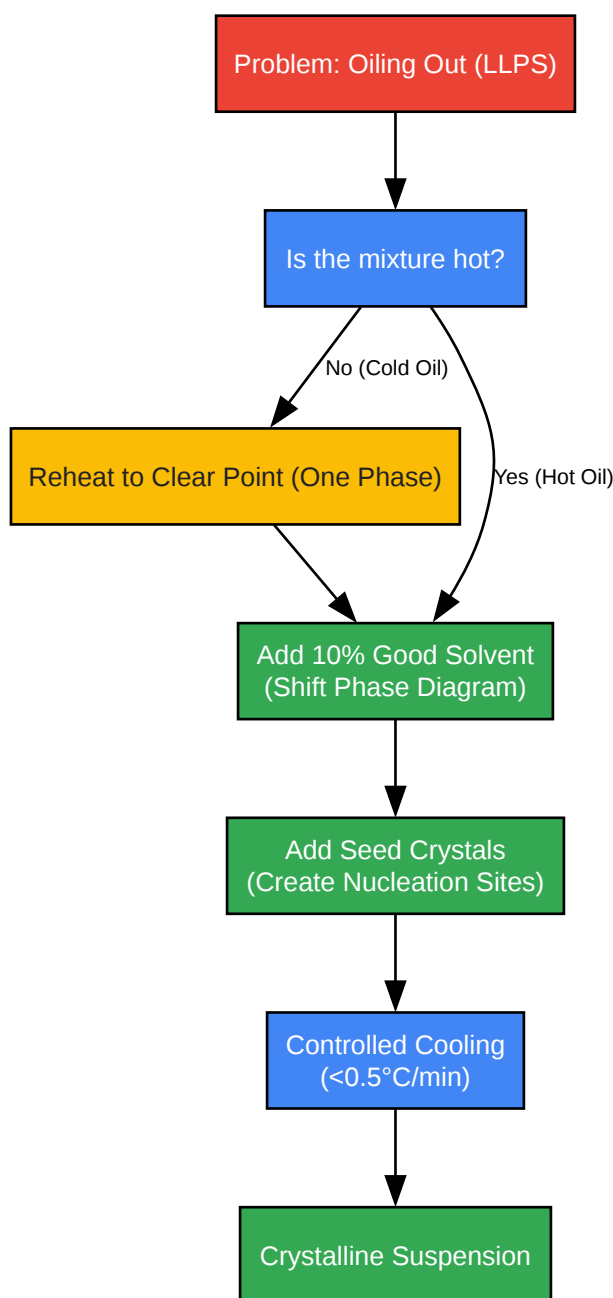 Problem: Oiling Out (LLPS)
Is the mixture hot?
No (Cold Oil)
Reheat to Clear Point (One Phase)
Yes (Hot Oil)
Add 10% Good Solvent
(Shift Phase Diagram)
Add Seed Crystals
(Create Nucleation Sites)
Controlled Cooling
(<0.5°C/min)
Crystalline Suspension